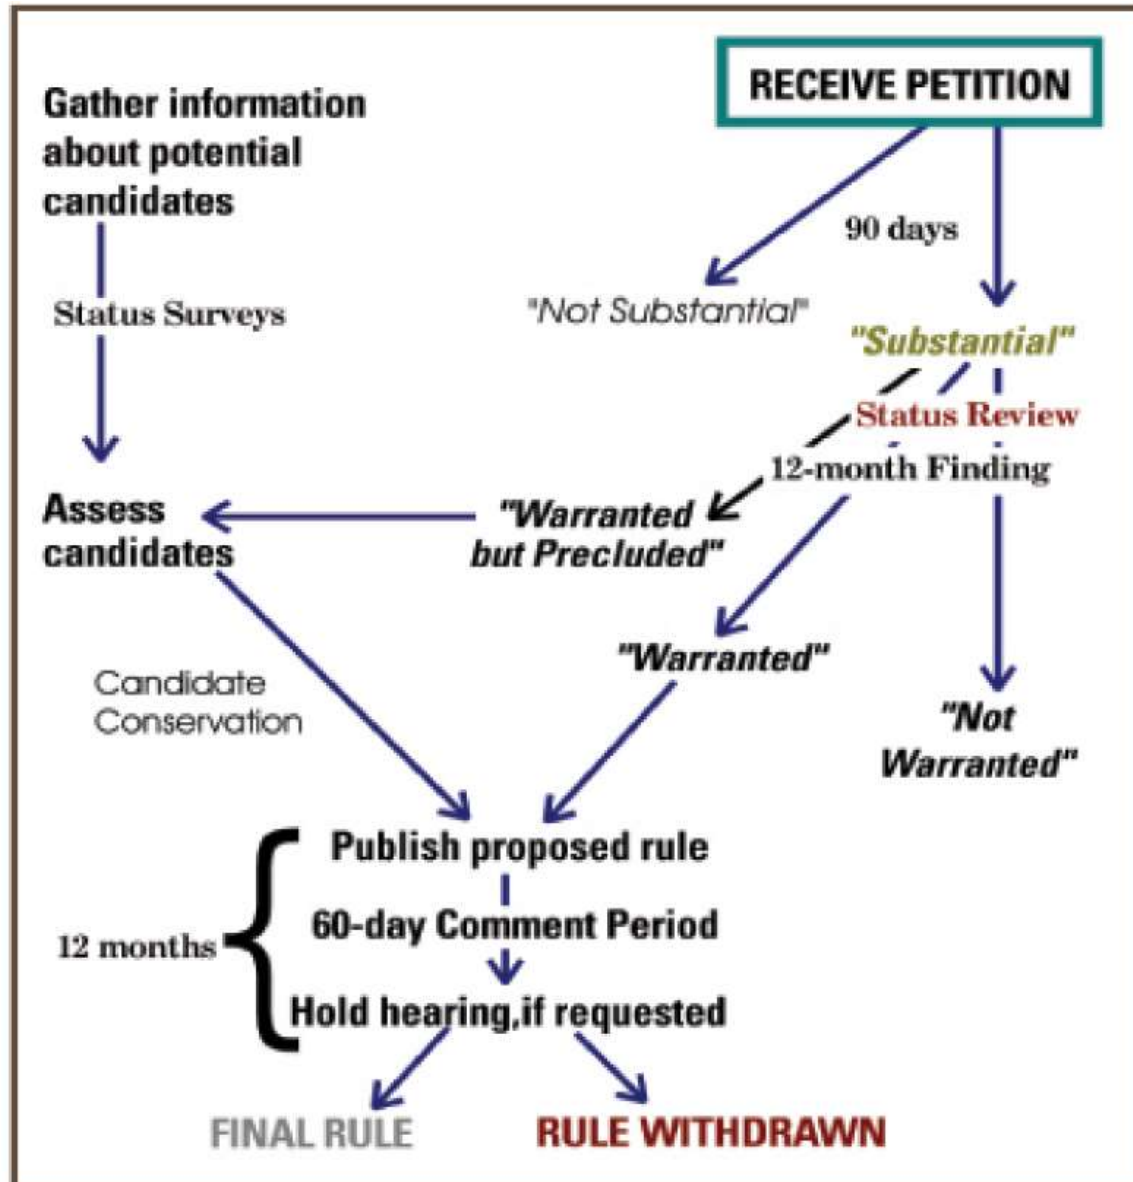 RECEIVE PETITION
Gather information
about potential
candidates
90 days
"Not Substantial"
Status Surveys
"Substantial"
Status Review
12-month Finding
Assess
candidates
"Warranted
but Precluded"
"Warranted"
Candidate
Conservation
"Not
Warranted"
Publish proposed rule
60-day Comment Period
12 months
Hold hearing,if requested
FINAL RULE
RULE WITHDRAWN